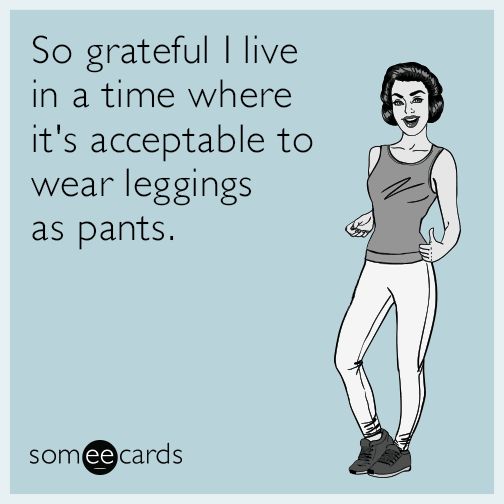 So grateful I live
in a time where
it's acceptable to
wear leggings
as pants.
someecards